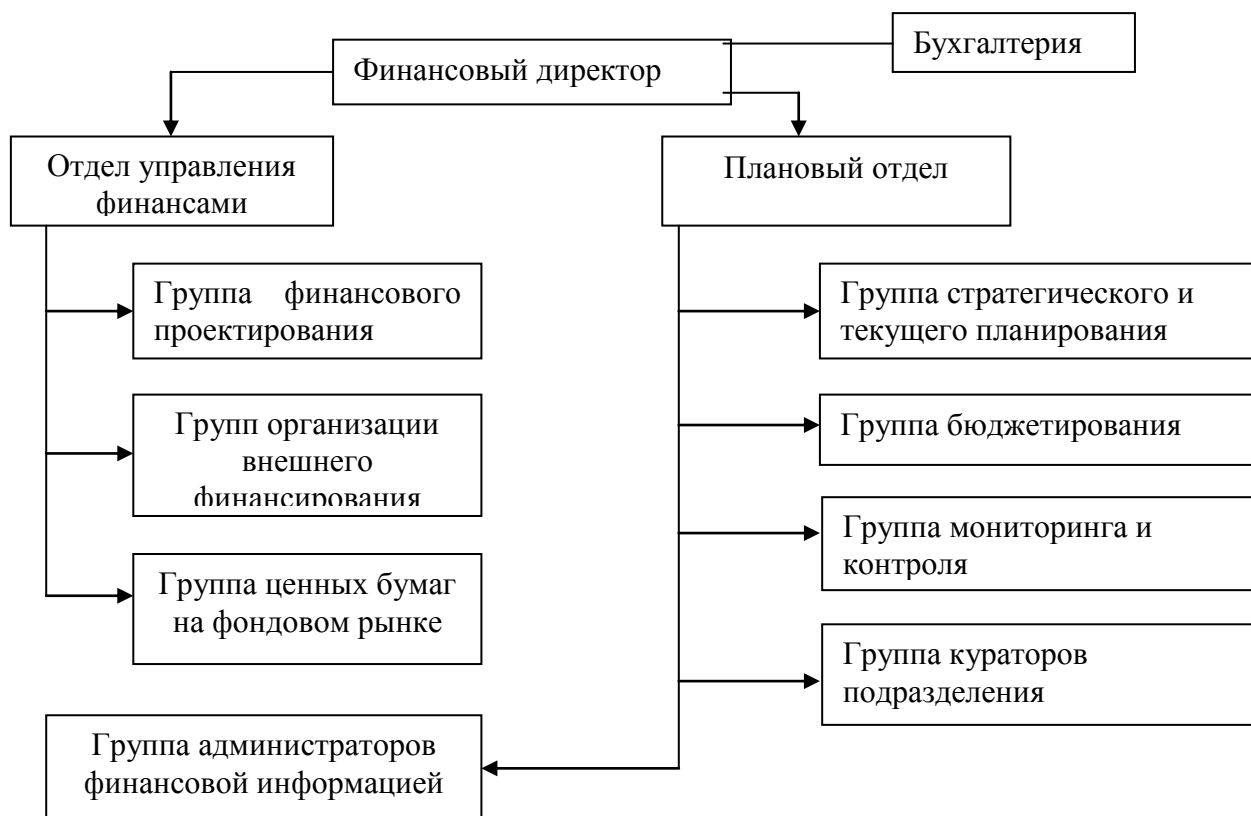 Бухгалтерия
Финансовый директор
Отдел управления
финансами
Плановый отдел
Группа финансового
проектирования
Групп организации
внешнего
финансирования
Группа ценных бумаг
на фондовом рынке
Группа стратегического и
текущего планирования
Группа бюджетирования
Группа мониторинга и
контроля
Группа кураторов
подразделения
Группа администраторов
финансовой информацией